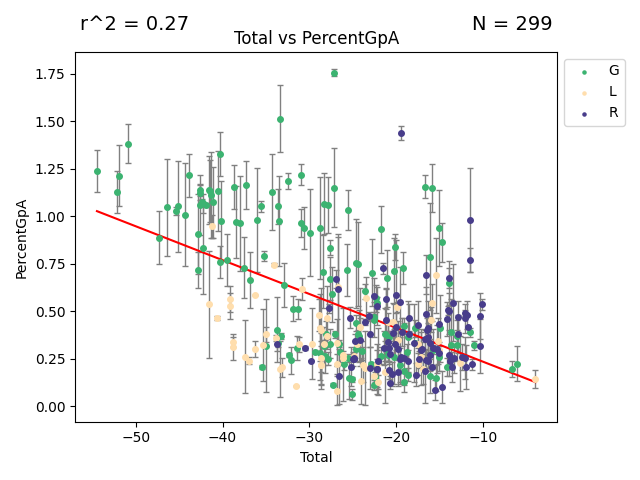 r^2 = 0.27
N = 299
Total vs PercentGpA
G
L
R
PercentGpA
1.75
1.50
1.25
1.00
0.75
0.50
0.25
0.00
−50
−40
−30
−20
−10
Total